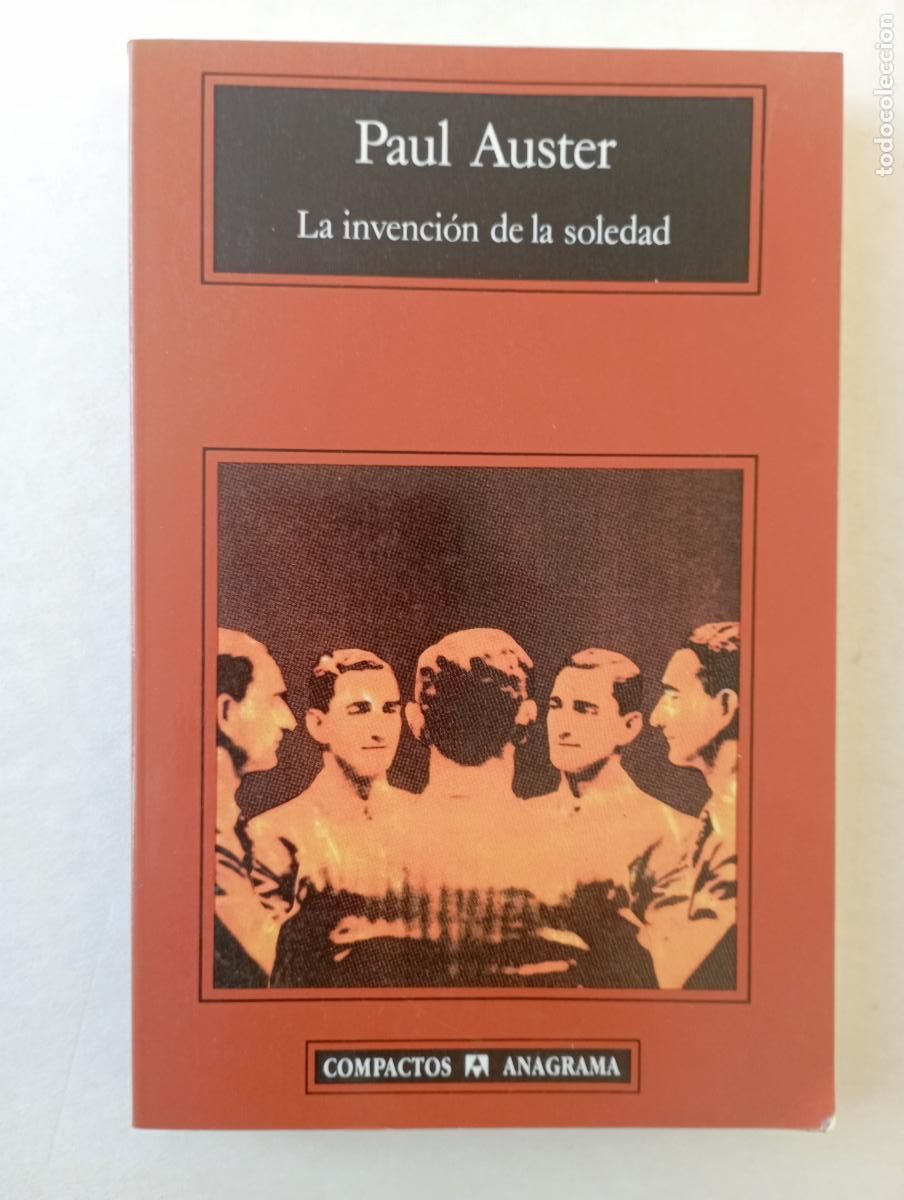 Paul Auster
La invención de la soledad
COMPACTOS ANAGRAMA
todocoleccion